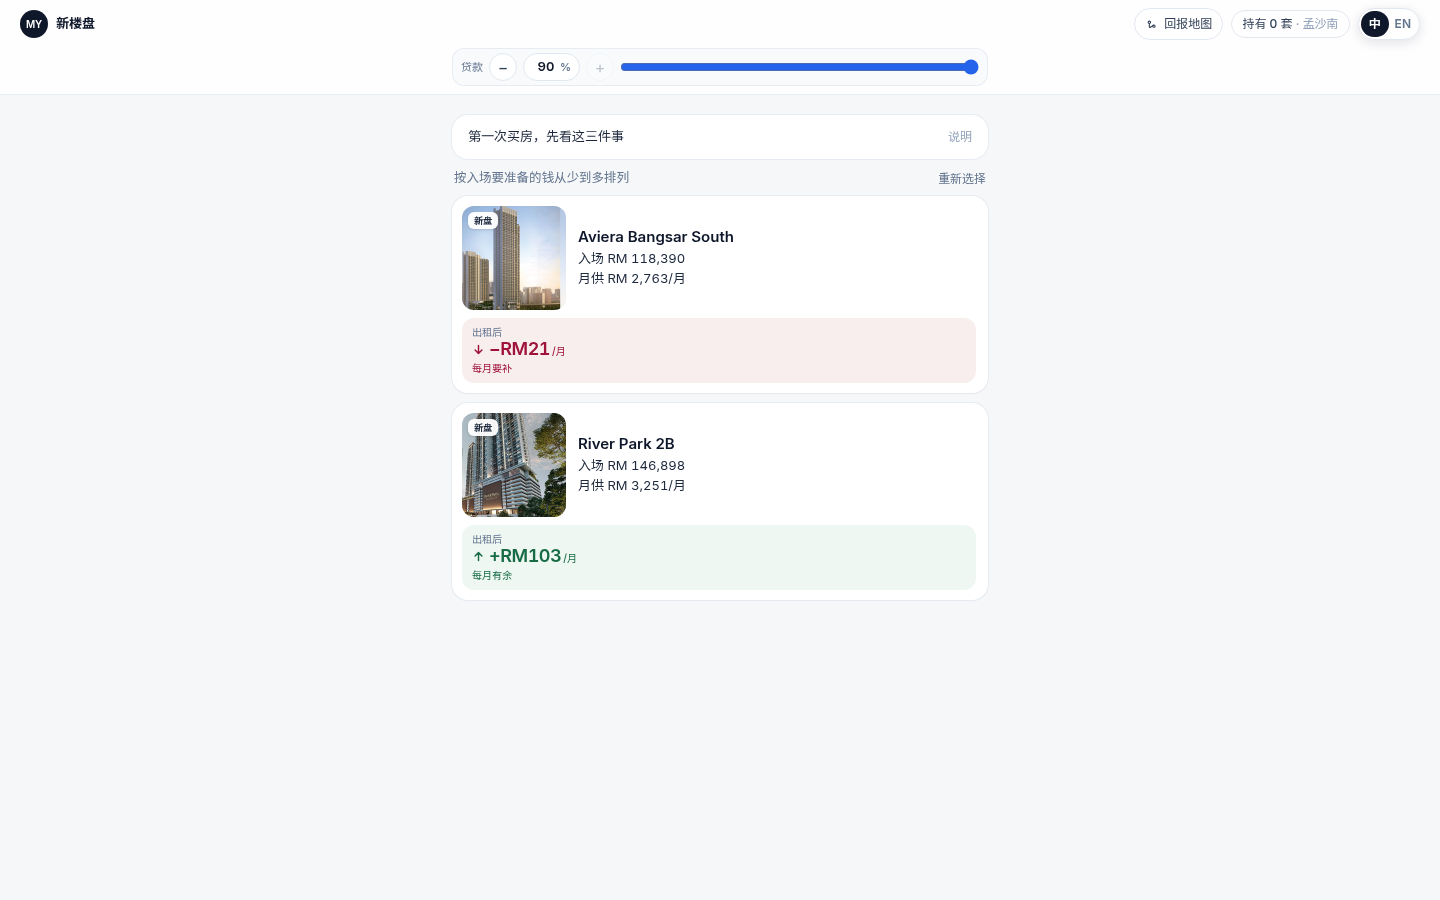 MY 新楼盘
回报地图
持有 0 套 · 孟沙南
中 EN
贷款 − 90 % +
第一次买房，先看这三件事 说明
按入场要准备的钱从少到多排列 重新选择
新盘
Aviera Bangsar South
入场 RM 118,390
月供 RM 2,763/月
出租后
↓ −RM21/月
每月要补
新盘
River Park 2B
入场 RM 146,898
月供 RM 3,251/月
出租后
↑ +RM103/月
每月有余